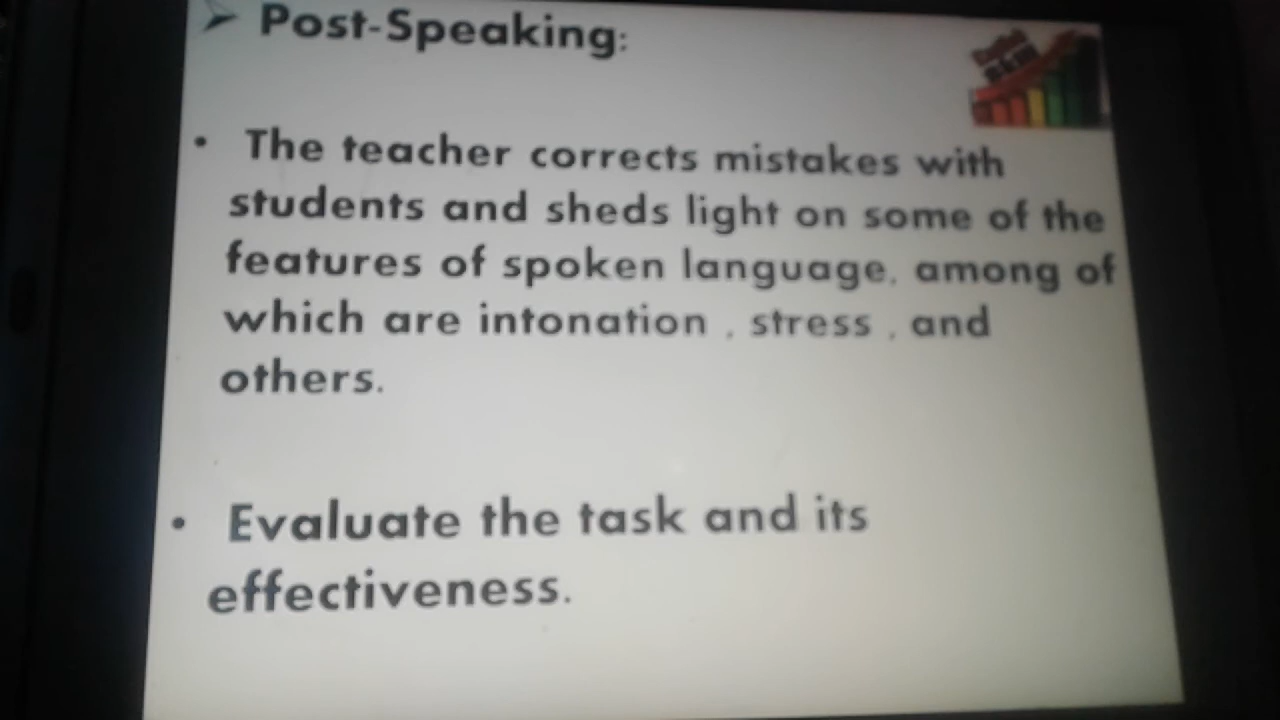 Post-Speaking:
• The teacher corrects mistakes with
students and sheds light on some of the
features of spoken language, among of
which are intonation , stress , and
others.
• Evaluate the task and its
effectiveness.